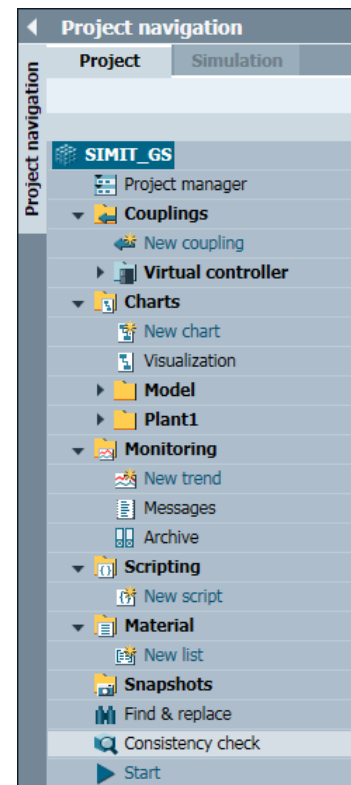 Project navigation
Project navigation
Project Simulation
SIMIT_GS
Project manager
Couplings
New coupling
Virtual controller
Charts
New chart
Visualization
Model
Plant1
Monitoring
New trend
Messages
Archive
Scripting
New script
Material
New list
Snapshots
Find & replace
Consistency check
Start